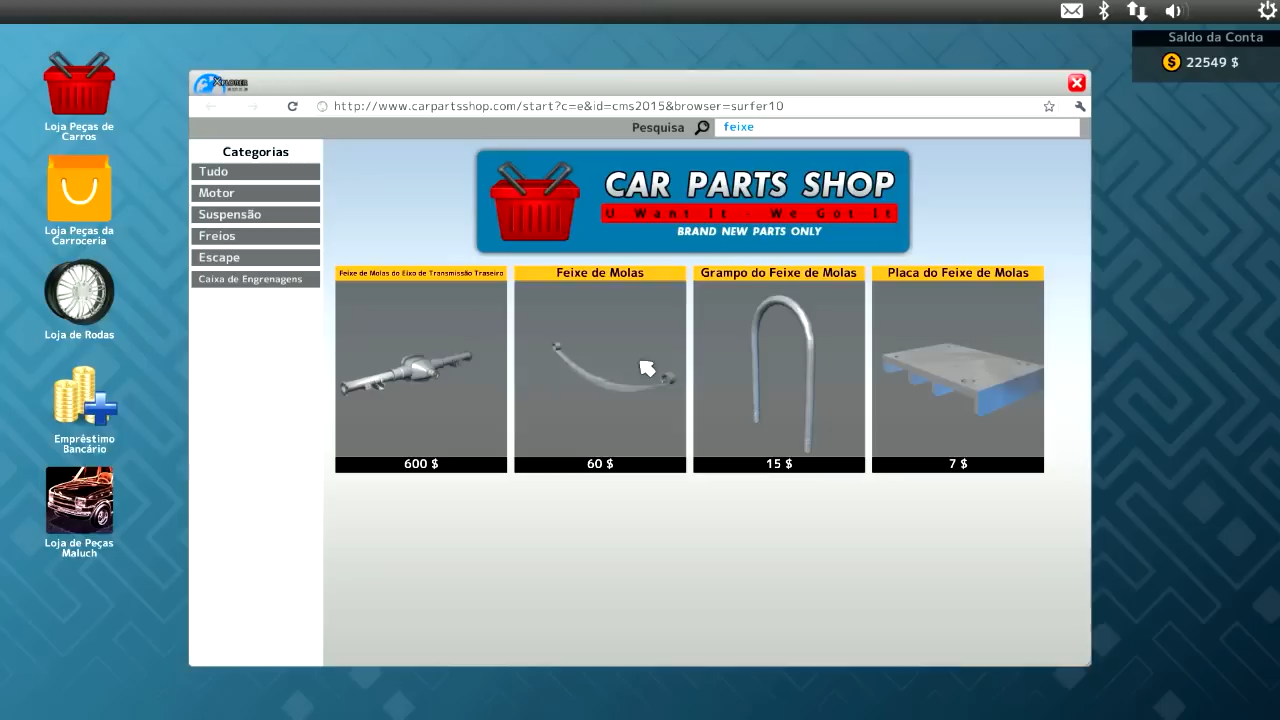 Saldo da Conta
22549 $
Loja Peças de
Carros
Loja Peças da
Carroceria
Loja de Rodas
Empréstimo
Bancário
Loja de Peças
Maluch
XPLORER
http://www.carpartsshop.com/start?c=e&id=cms2015&browser=surfer10
Pesquisa
feixe
Categorias
Tudo
Motor
Suspensão
Freios
Escape
Caixa de Engrenagens
CAR PARTS SHOP
U Want It - We Got It
BRAND NEW PARTS ONLY
Feixe de Molas do Eixo de Transmissão Traseiro
600 $
Feixe de Molas
60 $
Grampo do Feixe de Molas
15 $
Placa do Feixe de Molas
7 $